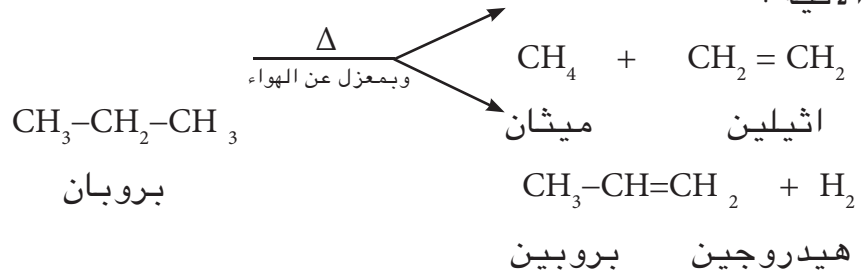 Δ
وبمعزل عن الهواء
CH₄ + CH₂ = CH₂
ميثان اثيلين
CH₃–CH₂–CH₃
بروبان
CH₃–CH=CH₂ + H₂
بروبين هيدروجين